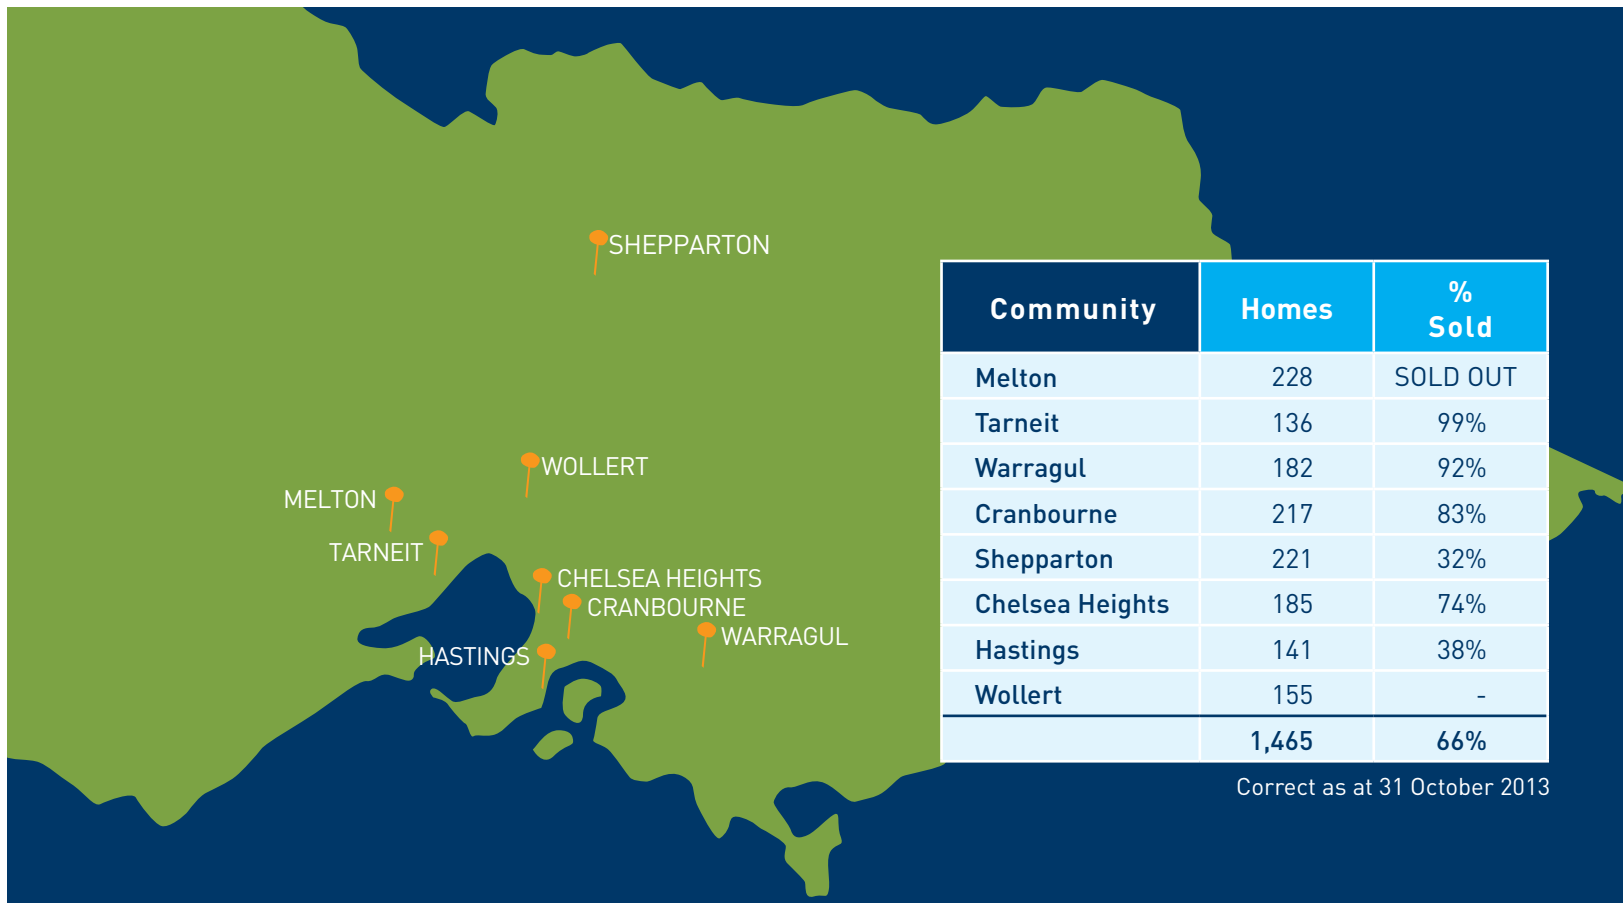 SHEPPARTON
WOLLERT
MELTON
TARNEIT
CHELSEA HEIGHTS
CRANBOURNE
WARRAGUL
HASTINGS
Community Homes % Sold
Melton 228 SOLD OUT
Tarneit 136 99%
Warragul 182 92%
Cranbourne 217 83%
Shepparton 221 32%
Chelsea Heights 185 74%
Hastings 141 38%
Wollert 155 -
1,465 66%
Correct as at 31 October 2013